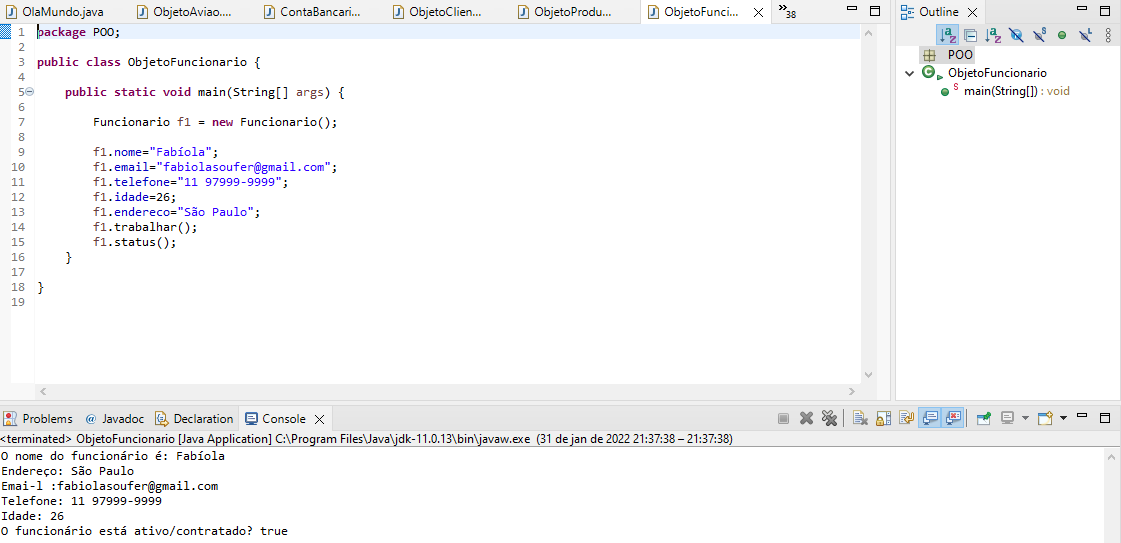 OlaMundo.java ObjetoAviao.... ContaBancari... ObjetoClien... ObjetoProdu... ObjetoFunci... »38 Outline
1 package POO;
2
3 public class ObjetoFuncionario {
4
5 public static void main(String[] args) {
6
7 Funcionario f1 = new Funcionario();
8
9 f1.nome="Fabíola";
10 f1.email="fabiolasoufer@gmail.com";
11 f1.telefone="11 97999-9999";
12 f1.idade=26;
13 f1.endereco="São Paulo";
14 f1.trabalhar();
15 f1.status();
16 }
17
18 }
19
POO
ObjetoFuncionario
main(String[]) : void
Problems Javadoc Declaration Console
<terminated> ObjetoFuncionario [Java Application] C:\Program Files\Java\jdk-11.0.13\bin\javaw.exe (31 de jan de 2022 21:37:38 – 21:37:38)
O nome do funcionário é: Fabíola
Endereço: São Paulo
Emai-l :fabiolasoufer@gmail.com
Telefone: 11 97999-9999
Idade: 26
O funcionário está ativo/contratado? true